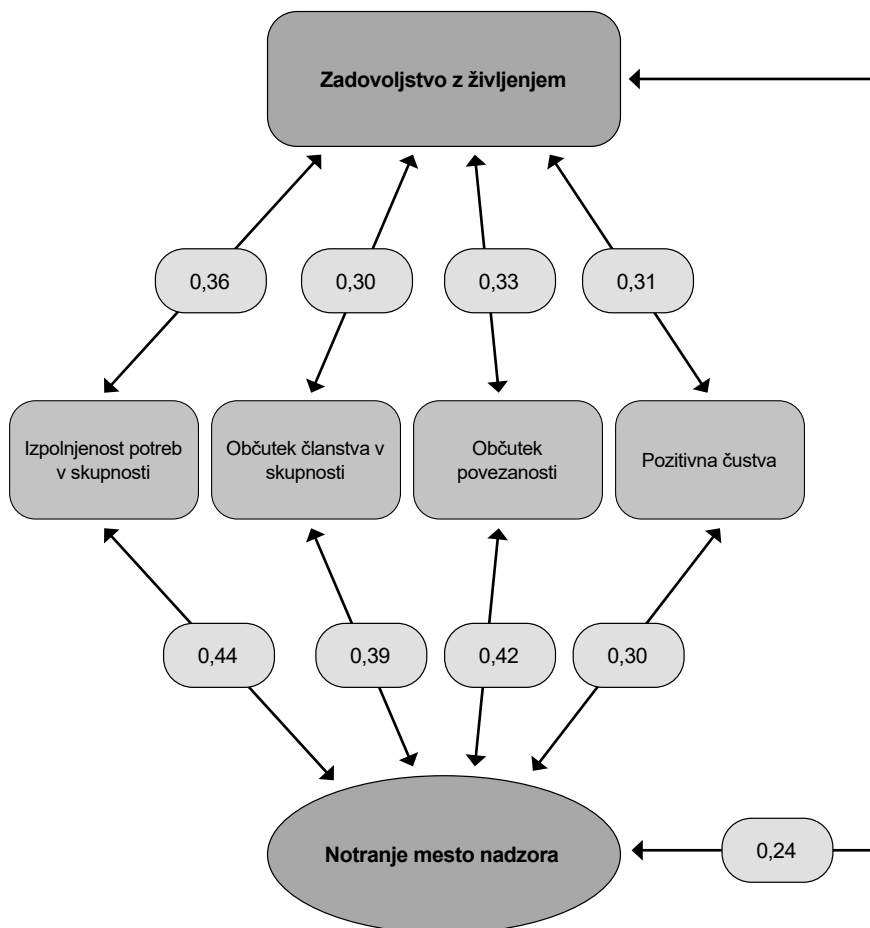 Zadovoljstvo z življenjem
0,36
0,30
0,33
0,31
Izpolnjenost potreb
v skupnosti
Občutek članstva v
skupnosti
Občutek
povezanosti
Pozitivna čustva
0,44
0,39
0,42
0,30
Notranje mesto nadzora
0,24